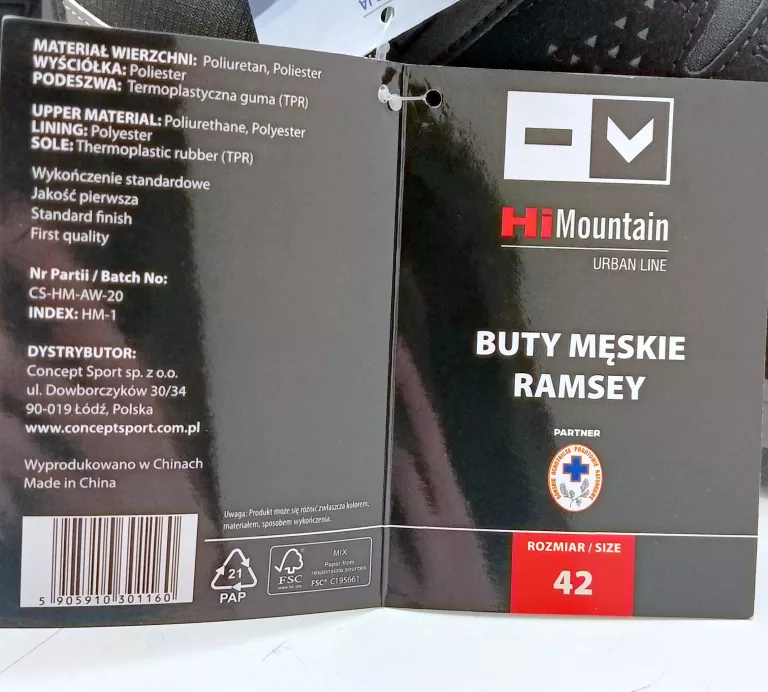 MATERIAŁ WIERZCHNI: Poliuretan, Poliester
WYŚCIÓŁKA: Poliester
PODESZWA: Termoplastyczna guma (TPR)
UPPER MATERIAL: Poliurethane, Polyester
LINING: Polyester
SOLE: Thermoplastic rubber (TPR)
Wykończenie standardowe
Jakość pierwsza
Standard finish
First quality
Nr Partii / Batch No:
CS-HM-AW-20
INDEX: HM-1
DYSTRYBUTOR:
Concept Sport sp. z o.o.
ul. Dowborczyków 30/34
90-019 Łódź, Polska
www.conceptsport.com.pl
Wyprodukowano w Chinach
Made in China
5 905910 301160
Uwaga: Produkt może się różnić zwłaszcza kolorem,
materiałem, sposobem wykończenia.
21
PAP
FSC
MIX
Paper from
responsible sources
FSC® C195661
HiMountain
URBAN LINE
BUTY MĘSKIE
RAMSEY
PARTNER
ROZMIAR / SIZE
42